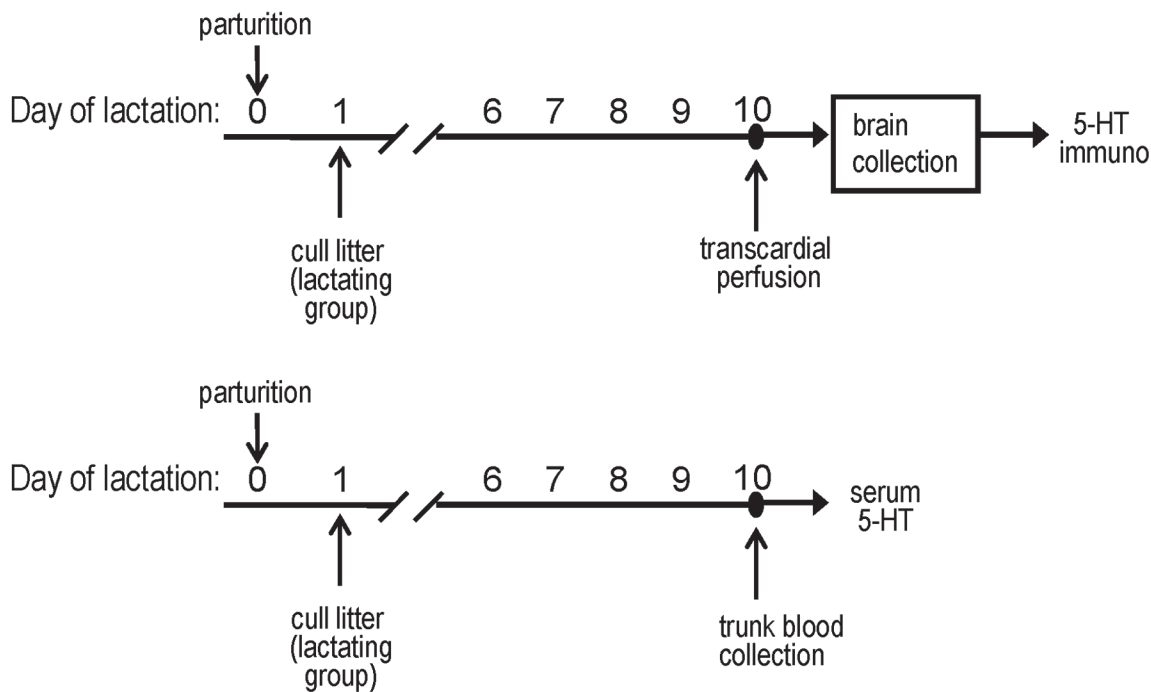 parturition
Day of lactation: 0 1 6 7 8 9 10
brain
collection
5-HT
immuno
cull litter
(lactating
group)
transcardial
perfusion
parturition
Day of lactation: 0 1 6 7 8 9 10
serum
5-HT
cull litter
(lactating
group)
trunk blood
collection